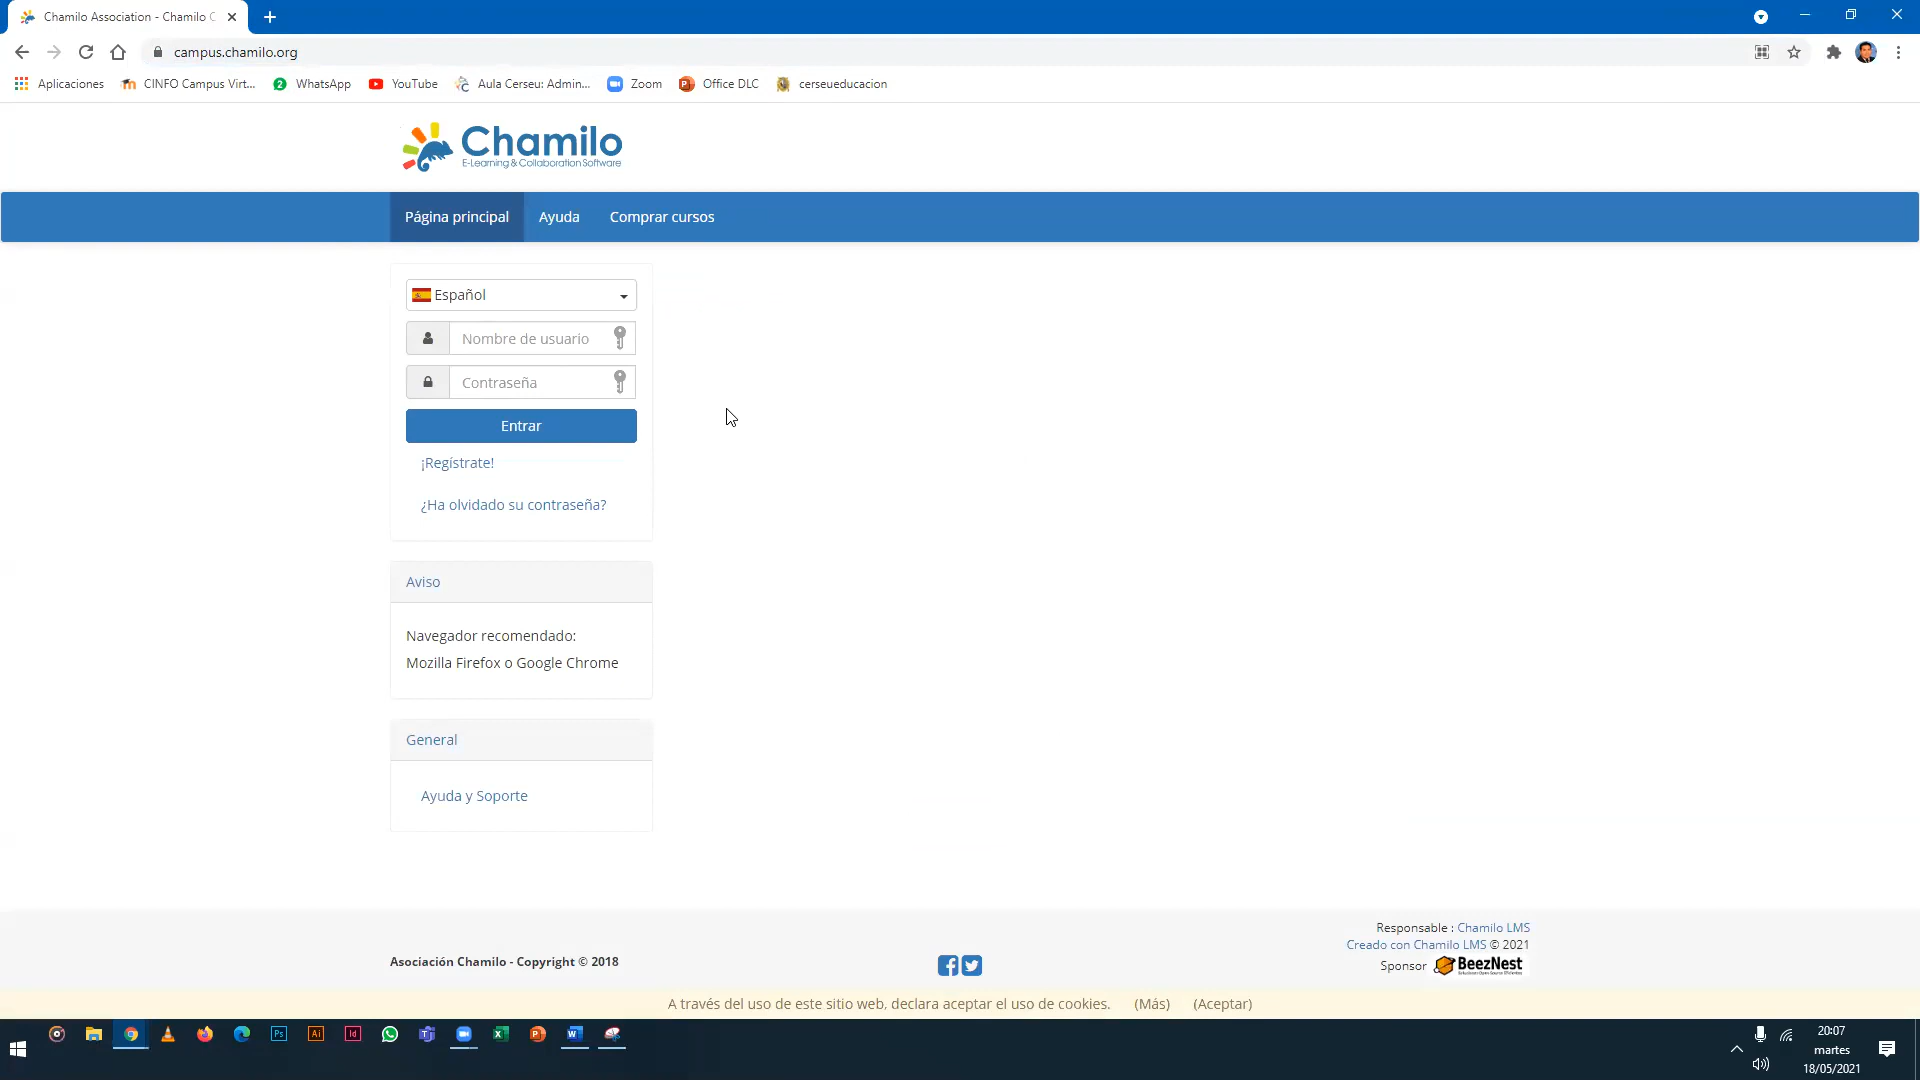 Chamilo Association - Chamilo C
campus.chamilo.org
Aplicaciones
CINFO Campus Virt...
2
WhatsApp
YouTube
Aula Cerseu: Admin...
Zoom
Office DLC
cerseueducacion
Chamilo
E-Learning & Collaboration Software
Página principal
Ayuda
Comprar cursos
Español
Nombre de usuario
Contraseña
Entrar
¡Regístrate!
¿Ha olvidado su contraseña?
Aviso
Navegador recomendado:
Mozilla Firefox o Google Chrome
General
Ayuda y Soporte
Responsable : Chamilo LMS
Creado con Chamilo LMS © 2021
Asociación Chamilo - Copyright © 2018
Sponsor BeezNest
A través del uso de este sitio web, declara aceptar el uso de cookies. (Más) (Aceptar)
Ps
Ai
Id
20:07
martes
18/05/2021